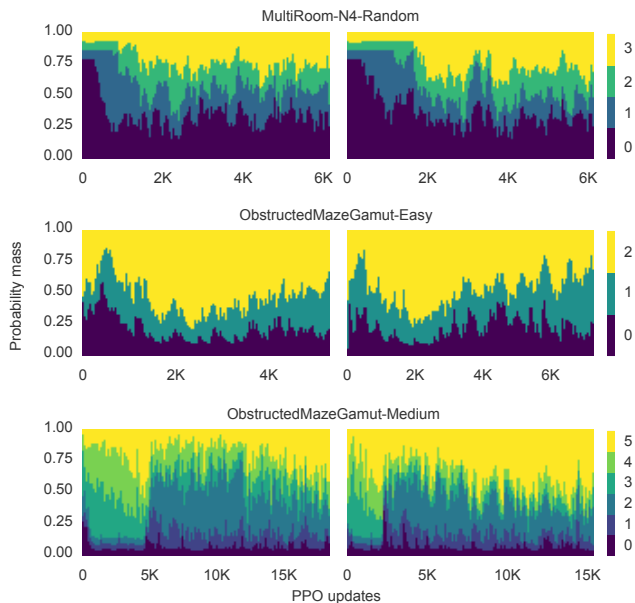 MultiRoom-N4-Random
1.00
0.75
0.50
0.25
0.00
0 2K 4K 6K
0 2K 4K 6K
3
2
1
0
ObstructedMazeGamut-Easy
Probability mass
1.00
0.75
0.50
0.25
0.00
0 2K 4K
0 2K 4K 6K
2
1
0
ObstructedMazeGamut-Medium
1.00
0.75
0.50
0.25
0.00
0 5K 10K 15K
0 5K 10K 15K
5
4
3
2
1
0
PPO updates